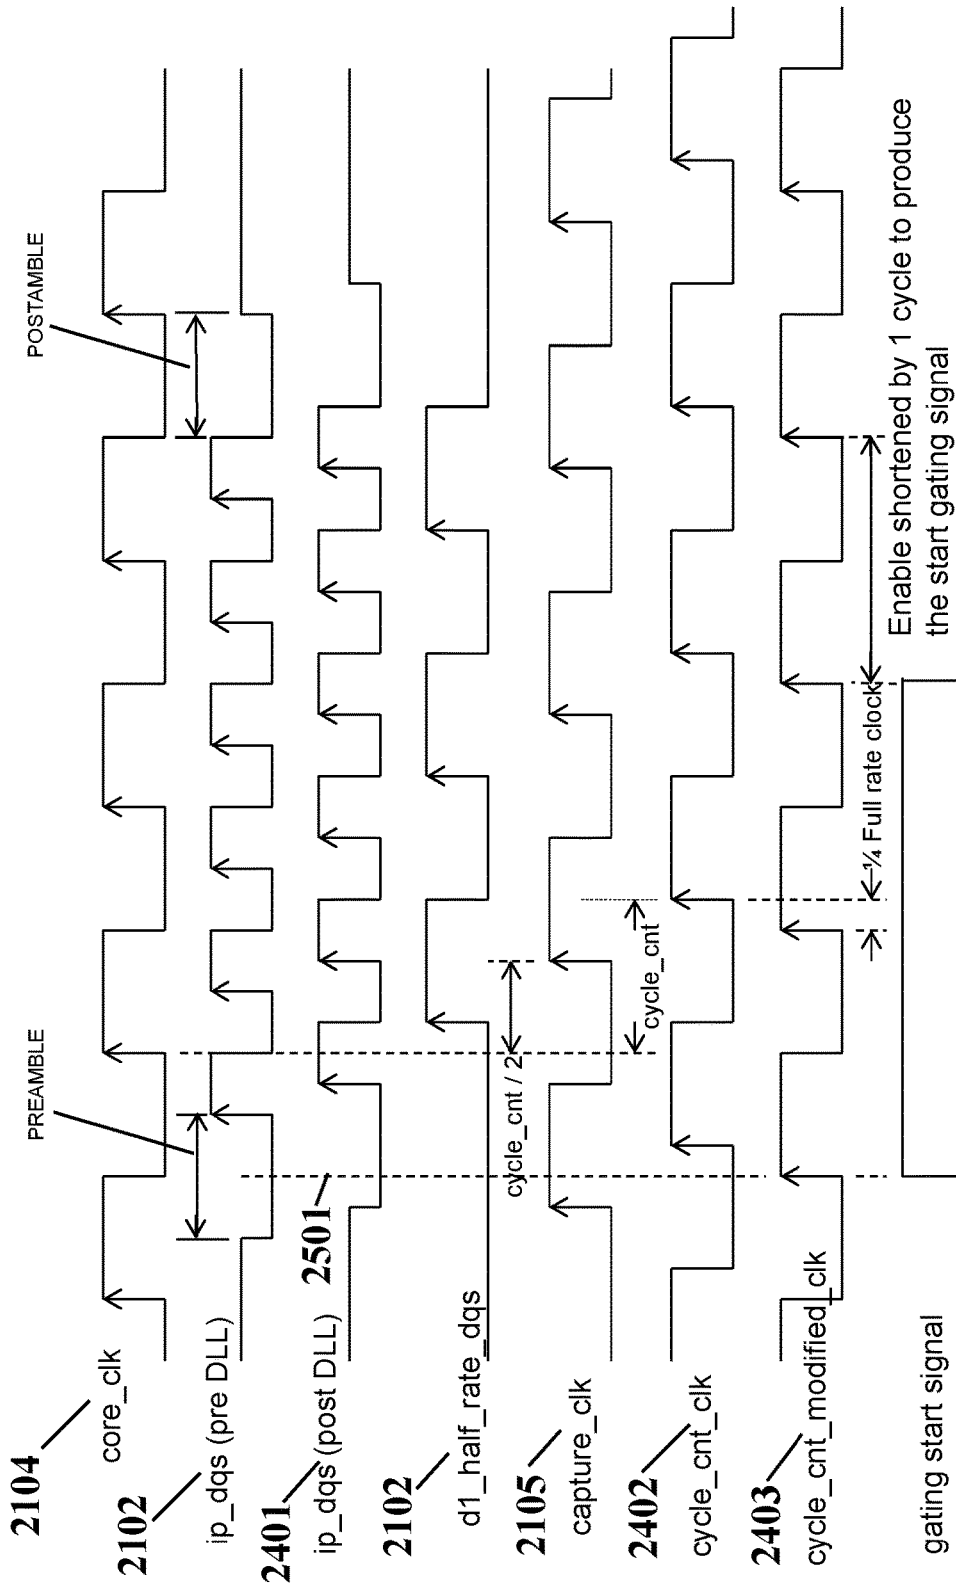 PREAMBLE
POSTAMBLE
2104
core_clk
2102
ip_dqs (pre DLL)
2401
ip_dqs (post DLL)
2501
2102
d1_half_rate_dqs
2105
capture_clk
cycle_cnt / 2
2402
cycle_cnt_clk
cycle_cnt
2403
cycle_cnt_modified_clk
¼ Full rate clock
Enable shortened by 1 cycle to produce
the start gating signal
gating start signal